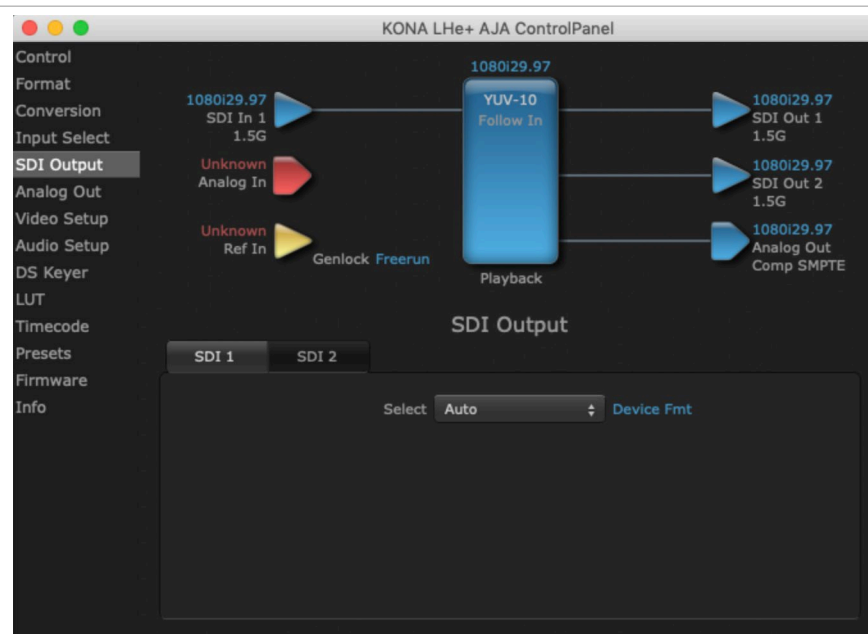 KONA LHe+ AJA ControlPanel
Control
Format
Conversion
Input Select
SDI Output
Analog Out
Video Setup
Audio Setup
DS Keyer
LUT
Timecode
Presets
Firmware
Info
1080i29.97
SDI In 1
1.5G
Unknown
Analog In
Unknown
Ref In
Genlock Freerun
1080i29.97
YUV-10
Follow In
Playback
1080i29.97
SDI Out 1
1.5G
1080i29.97
SDI Out 2
1.5G
1080i29.97
Analog Out
Comp SMPTE
SDI Output
SDI 1 SDI 2
Select Auto Device Fmt